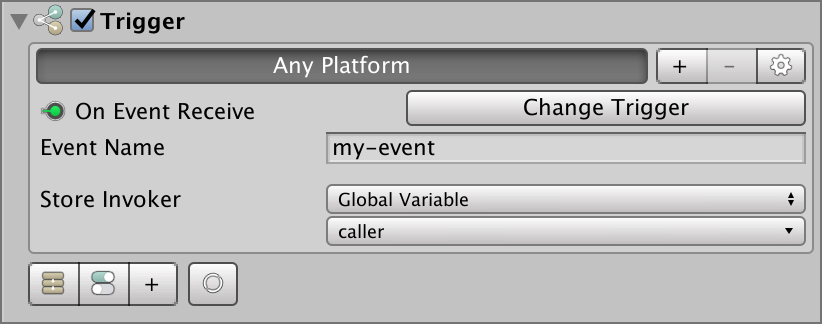 Trigger
Any Platform
+ -
On Event Receive Change Trigger
Event Name my-event
Store Invoker Global Variable
caller
+